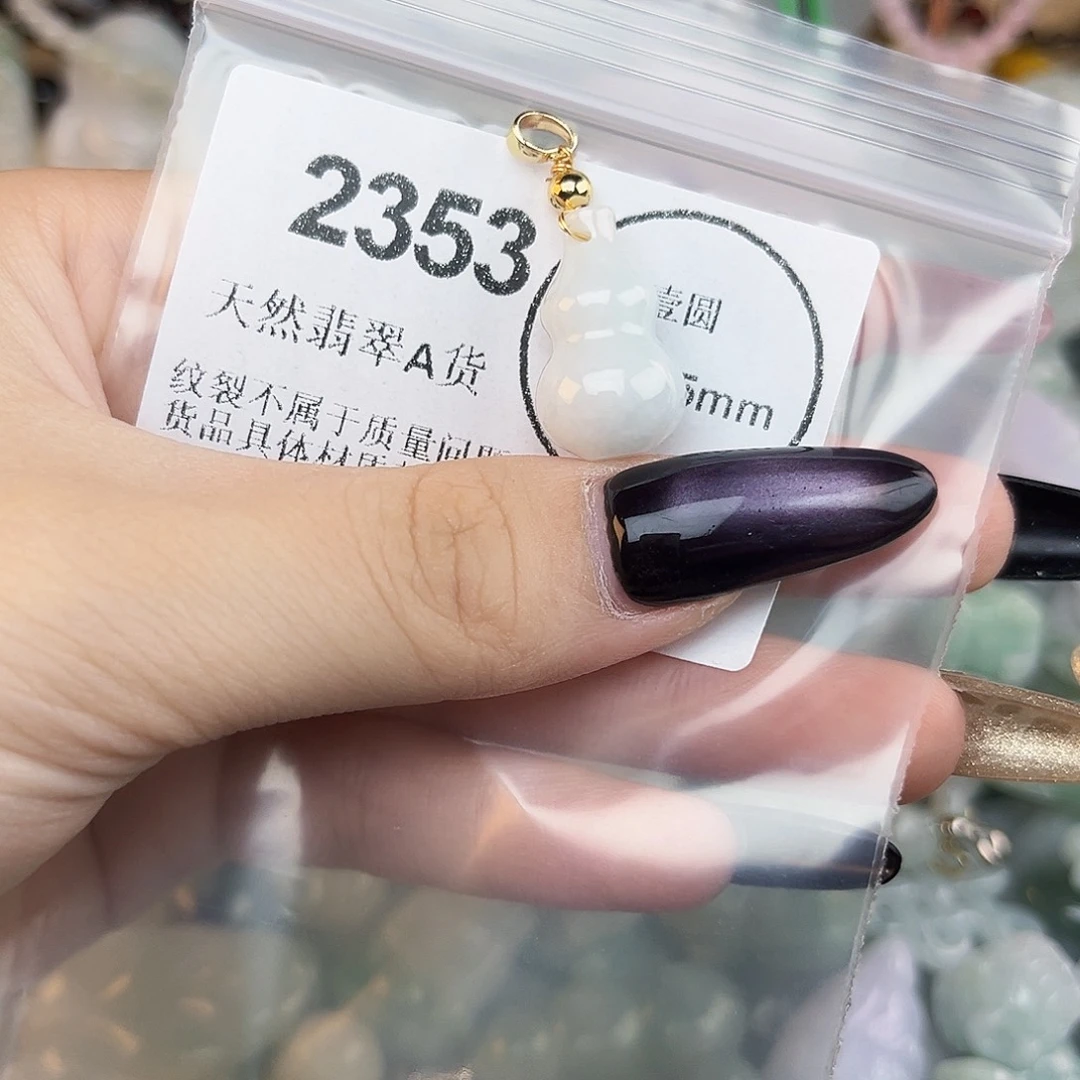 2353
天然翡翠A货
纹裂不属于质量问题
货品具体材质
壹圆
5mm